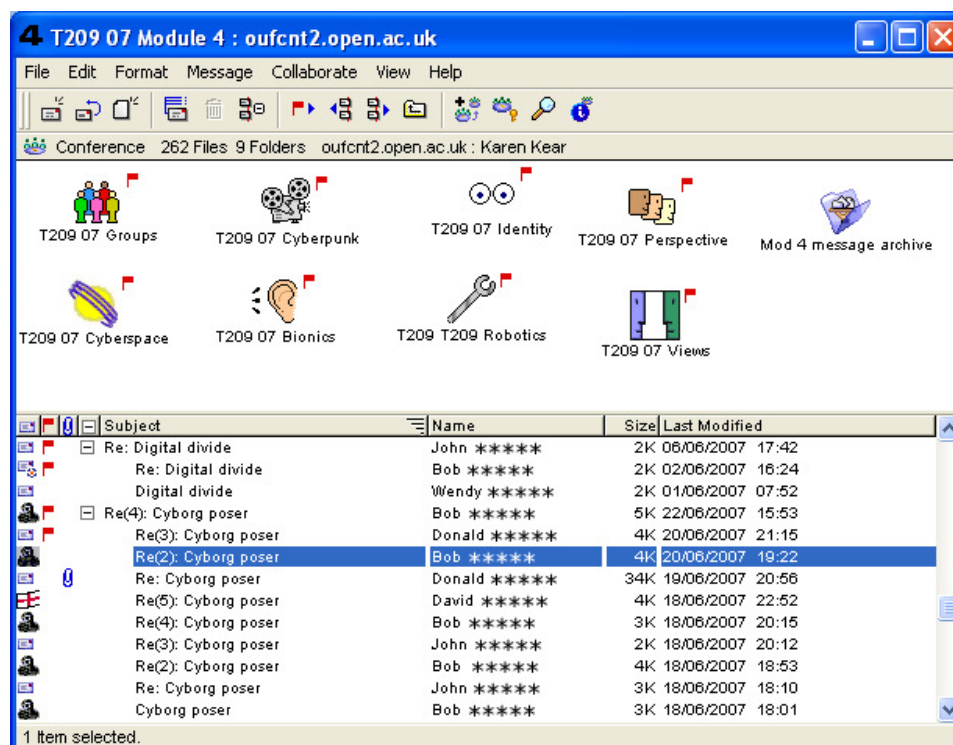 4 T209 07 Module 4 : oufcnt2.open.ac.uk
File Edit Format Message Collaborate View Help
Conference 262 Files 9 Folders oufcnt2.open.ac.uk : Karen Kear
T209 07 Groups
T209 07 Cyberpunk
T209 07 Identity
T209 07 Perspective
Mod 4 message archive
T209 07 Cyberspace
T209 07 Bionics
T209 T209 Robotics
T209 07 Views
Subject Name Size Last Modified
Re: Digital divide John ***** 2K 06/06/2007 17:42
Re: Digital divide Bob ***** 2K 02/06/2007 16:24
Digital divide Wendy ***** 2K 01/06/2007 07:52
Re(4): Cyborg poser Bob ***** 5K 22/06/2007 15:53
Re(3): Cyborg poser Donald ***** 4K 20/06/2007 21:15
Re(2): Cyborg poser Bob ***** 4K 20/06/2007 19:22
Re: Cyborg poser Donald ***** 34K 19/06/2007 20:56
Re(5): Cyborg poser David ***** 4K 18/06/2007 22:52
Re(4): Cyborg poser Bob ***** 3K 18/06/2007 20:15
Re(3): Cyborg poser John ***** 2K 18/06/2007 20:12
Re(2): Cyborg poser Bob ***** 4K 18/06/2007 18:53
Re: Cyborg poser John ***** 3K 18/06/2007 18:10
Cyborg poser Bob ***** 3K 18/06/2007 18:01
1 Item selected.